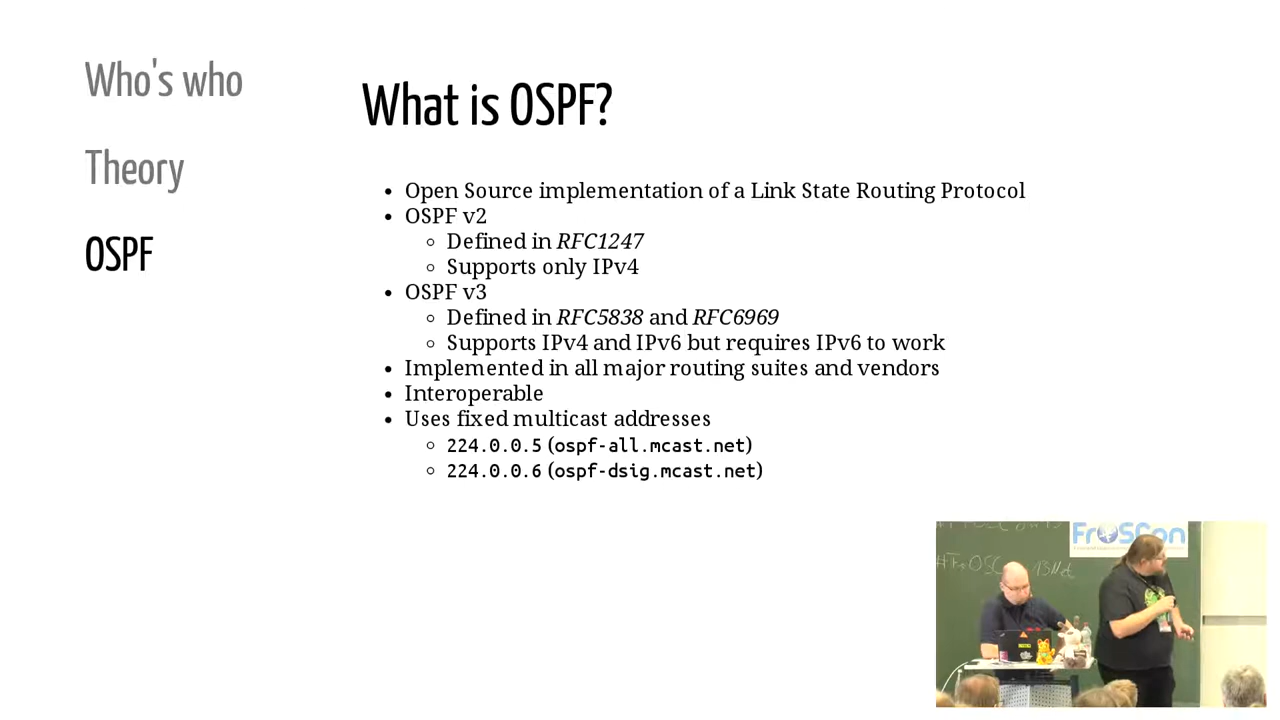 Who's who
Theory
OSPF
What is OSPF?
• Open Source implementation of a Link State Routing Protocol
• OSPF v2
◦ Defined in RFC1247
◦ Supports only IPv4
• OSPF v3
◦ Defined in RFC5838 and RFC6969
◦ Supports IPv4 and IPv6 but requires IPv6 to work
• Implemented in all major routing suites and vendors
• Interoperable
• Uses fixed multicast addresses
◦ 224.0.0.5 (ospf-all.mcast.net)
◦ 224.0.0.6 (ospf-dsig.mcast.net)
FrOSCon